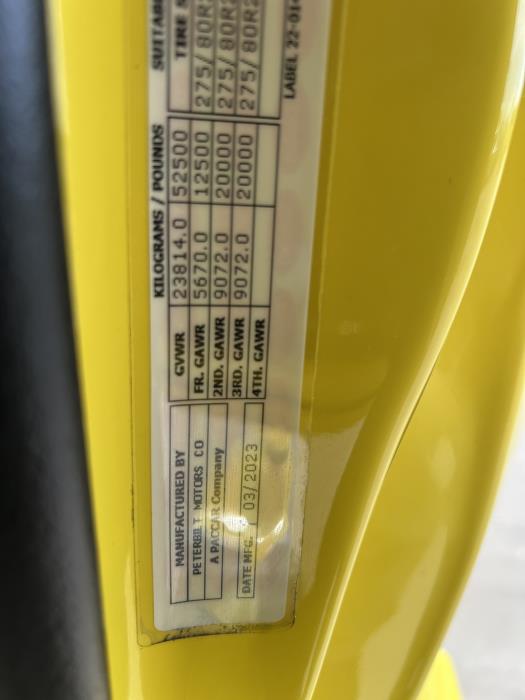 MANUFACTURED BY
PETERBILT MOTORS CO
A PACCAR Company
DATE MFG. 03/2023
KILOGRAMS / POUNDS
GVWR 23814.0 52500
FR. GAWR 5670.0 12500 275/80R
2ND. GAWR 9072.0 20000 275/80R
3RD. GAWR 9072.0 20000 275/80R
4TH. GAWR
TIRE
LABEL